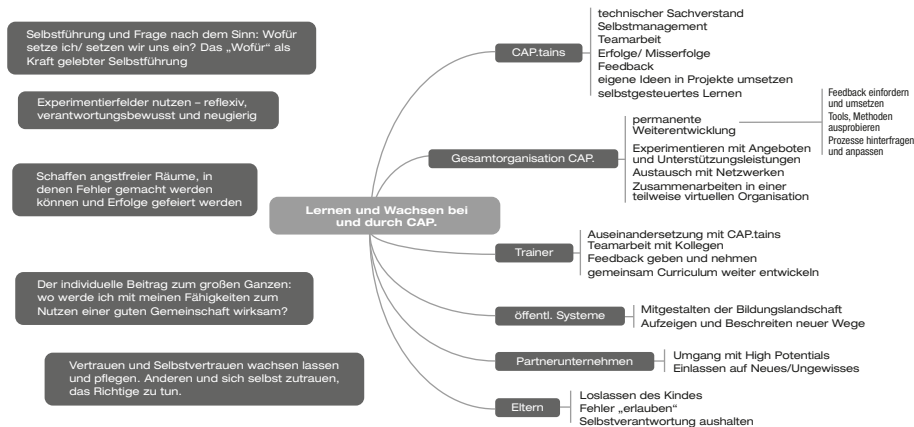 Selbstführung und Frage nach dem Sinn: Wofür
setze ich/ setzen wir uns ein? Das „Wofür“ als
Kraft gelebter Selbstführung
Experimentierfelder nutzen – reflexiv,
verantwortungsbewusst und neugierig
Schaffen angstfreier Räume, in
denen Fehler gemacht werden
können und Erfolge gefeiert werden
Der individuelle Beitrag zum großen Ganzen:
wo werde ich mit meinen Fähigkeiten zum
Nutzen einer guten Gemeinschaft wirksam?
Vertrauen und Selbstvertrauen wachsen lassen
und pflegen. Anderen und sich selbst zutrauen,
das Richtige zu tun.
Lernen und Wachsen bei
und durch CAP.
CAP.tains
technischer Sachverstand
Selbstmanagement
Teamarbeit
Erfolge/ Misserfolge
Feedback
eigene Ideen in Projekte umsetzen
selbstgesteuertes Lernen
Gesamtorganisation CAP.
permanente
Weiterentwicklung
Feedback einfordern
und umsetzen
Tools, Methoden
ausprobieren
Prozesse hinterfragen
und anpassen
Experimentieren mit Angeboten
und Unterstützungsleistungen
Austausch mit Netzwerken
Zusammenarbeiten in einer
teilweise virtuellen Organisation
Trainer
Auseinandersetzung mit CAP.tains
Teamarbeit mit Kollegen
Feedback geben und nehmen
gemeinsam Curriculum weiter entwickeln
öffentl. Systeme
Mitgestalten der Bildungslandschaft
Aufzeigen und Beschreiten neuer Wege
Partnerunternehmen
Umgang mit High Potentials
Einlassen auf Neues/Ungewisses
Eltern
Loslassen des Kindes
Fehler „erlauben“
Selbstverantwortung aushalten